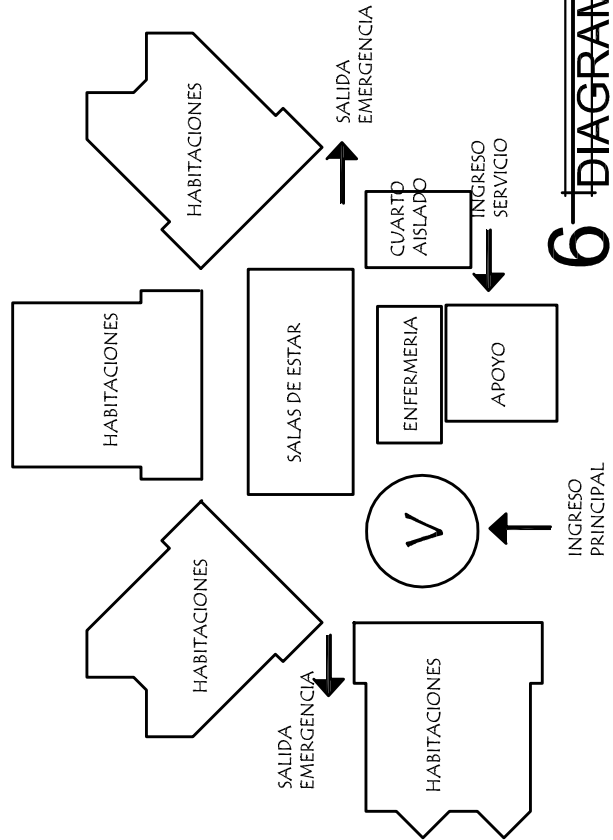 HABITACIONES
SALIDA
EMERGENCIA
HABITACIONES
CUARTO
AISLADO
INGRESO
SERVICIO
SALAS DE ESTAR
ENFERMERIA
APOYO
HABITACIONES
V
INGRESO
PRINCIPAL
SALIDA
EMERGENCIA
HABITACIONES
6